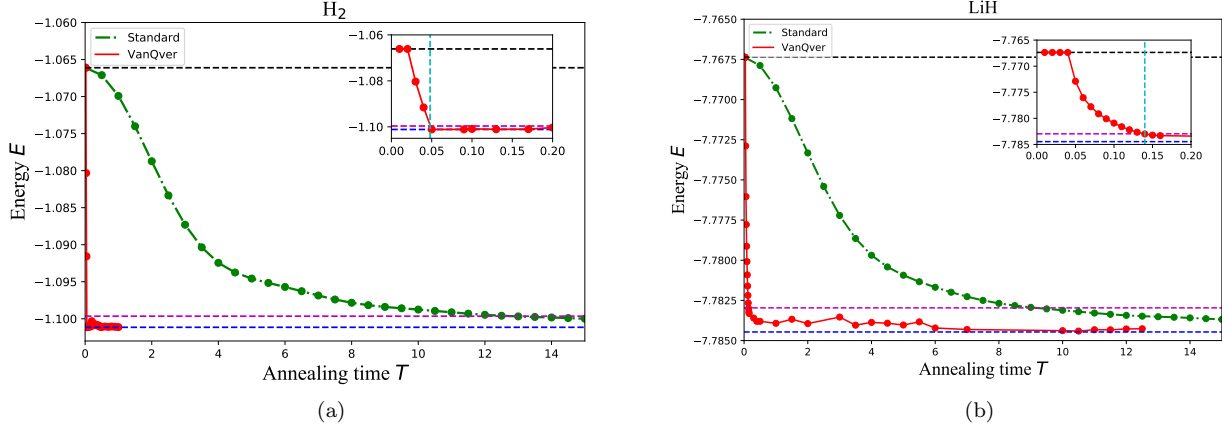 H₂
Energy E
−1.060
−1.065
−1.070
−1.075
−1.080
−1.085
−1.090
−1.095
−1.100
Standard
VanQver
−1.06
−1.08
−1.10
0.00 0.05 0.10 0.15 0.20
0 2 4 6 8 10 12 14
Annealing time T
(a)
LiH
Energy E
−7.7650
−7.7675
−7.7700
−7.7725
−7.7750
−7.7775
−7.7800
−7.7825
−7.7850
Standard
VanQver
−7.765
−7.770
−7.775
−7.780
−7.785
0.00 0.05 0.10 0.15 0.20
0 2 4 6 8 10 12 14
Annealing time T
(b)